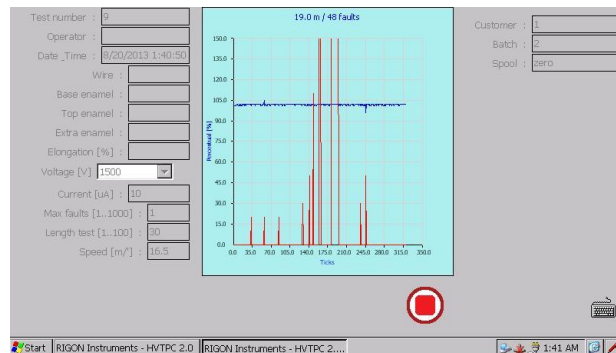 Test number : 9
Operator :
Date _Time : 8/20/2013 1:40:50
Wire :
Base enamel :
Top enamel :
Extra enamel :
Elongation [%] :
Voltage [V] 1500
Current [uA] : 10
Max faults [1..1000] : 1
Length test [1..100] : 30
Speed [m/'] : 16.5
19.0 m / 48 faults
150.0
135.0
120.0
105.0
90.0
75.0
60.0
45.0
30.0
15.0
0.0
Percentual [%]
0.0 35.0 70.0 105.0 140.0 175.0 210.0 245.0 280.0 315.0 350.0
Ticks
Customer : 1
Batch : 2
Spool : zero
Start RIGON Instruments - HVTPC 2.0 RIGON Instruments - HVTPC 2.... 1:41 AM